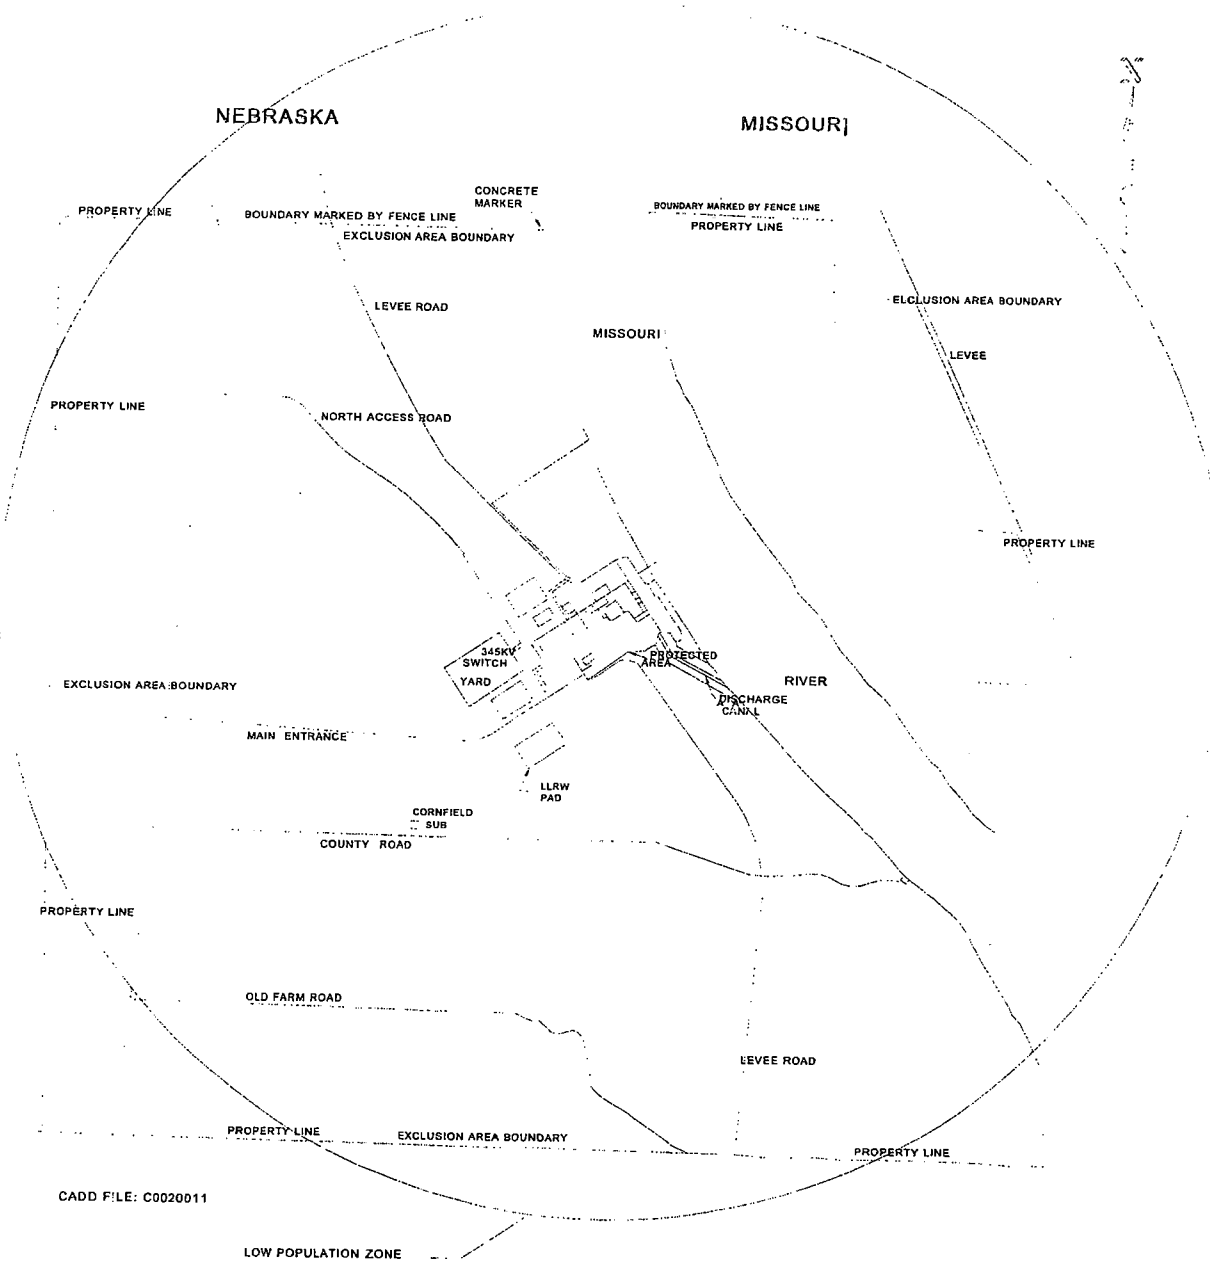 NEBRASKA
MISSOURI
CONCRETE
MARKER
PROPERTY LINE
BOUNDARY MARKED BY FENCE LINE
EXCLUSION AREA BOUNDARY
BOUNDARY MARKED BY FENCE LINE
PROPERTY LINE
LEVEE ROAD
ELCLUSION AREA BOUNDARY
MISSOURI
LEVEE
PROPERTY LINE
NORTH ACCESS ROAD
PROPERTY LINE
345KV
SWITCH
YARD
PROTECTED
AREA
RIVER
EXCLUSION AREA BOUNDARY
DISCHARGE
CANAL
MAIN ENTRANCE
LLRW
PAD
CORNFIELD
SUB
COUNTY ROAD
PROPERTY LINE
OLD FARM ROAD
LEVEE ROAD
PROPERTY LINE
EXCLUSION AREA BOUNDARY
PROPERTY LINE
CADD FILE: C0020011
LOW POPULATION ZONE